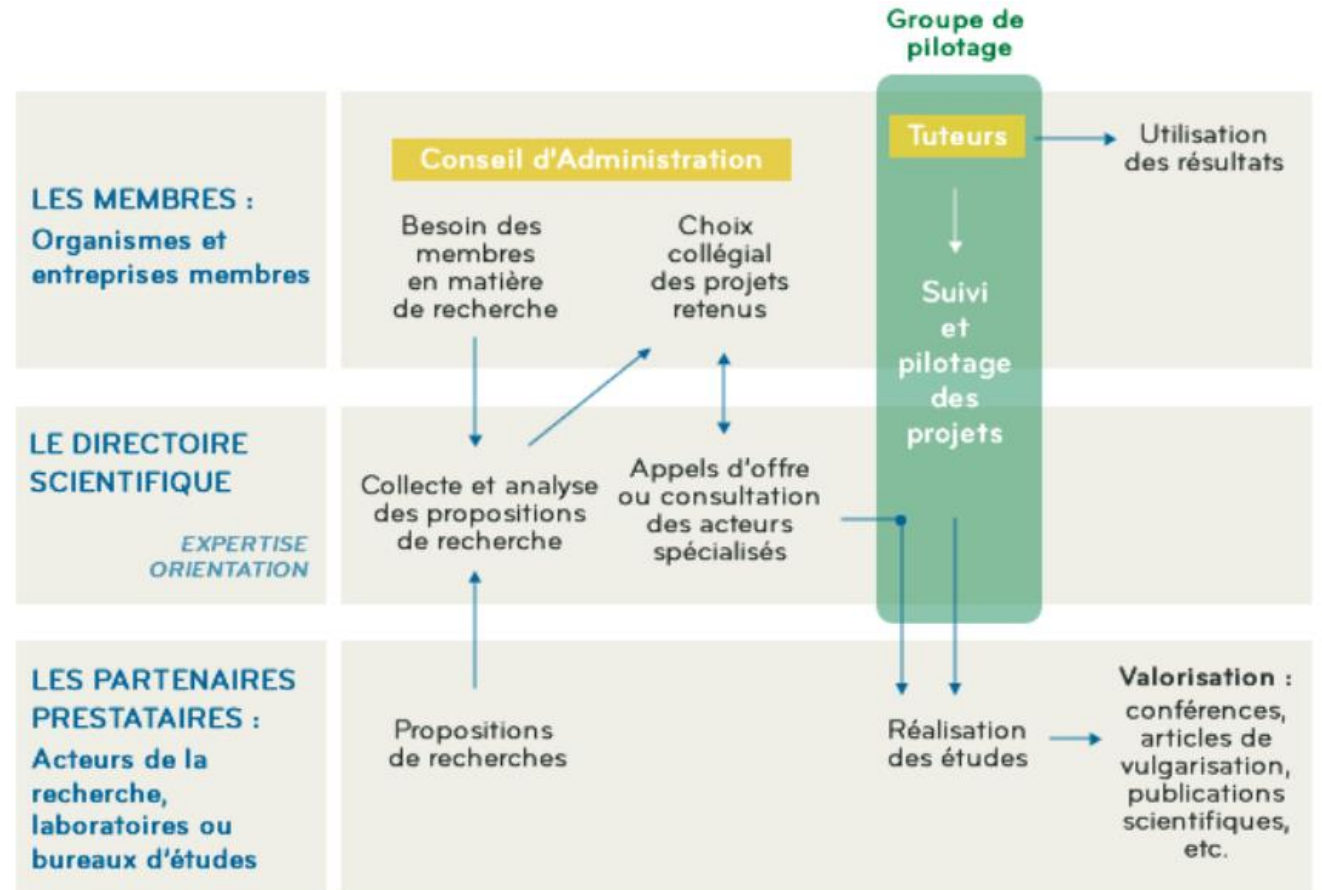 Groupe de
pilotage
LES MEMBRES :
Organismes et
entreprises membres
Conseil d'Administration
Besoin des
membres
en matière
de recherche
Choix
collégial
des projets
retenus
Tuteurs
Suivi
et
pilotage
des
projets
Utilisation
des résultats
LE DIRECTOIRE
SCIENTIFIQUE
EXPERTISE
ORIENTATION
Collecte et analyse
des propositions
de recherche
Appels d'offre
ou consultation
des acteurs
spécialisés
LES PARTENAIRES
PRESTATAIRES :
Acteurs de la
recherche,
laboratoires ou
bureaux d'études
Propositions
de recherches
Réalisation
des études
Valorisation :
conférences,
articles de
vulgarisation,
publications
scientifiques,
etc.